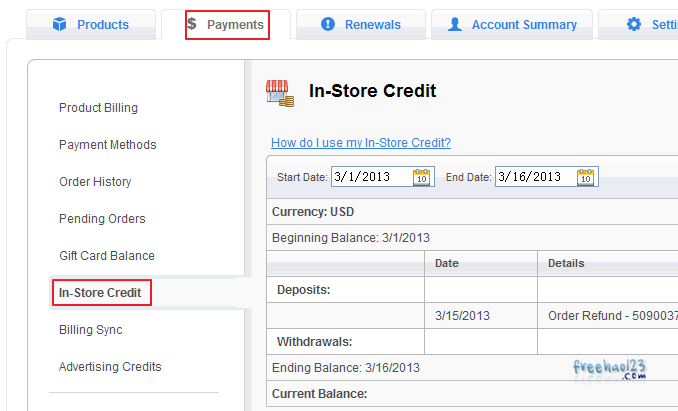 Products
$ Payments
Renewals
Account Summary
Setti
Product Billing
Payment Methods
Order History
Pending Orders
Gift Card Balance
In-Store Credit
Billing Sync
Advertising Credits
In-Store Credit
How do I use my In-Store Credit?
Start Date: 3/1/2013 10 End Date: 3/16/2013 10
Currency: USD
Beginning Balance: 3/1/2013
Date Details
Deposits:
3/15/2013 Order Refund - 5090037
Withdrawals:
Ending Balance: 3/16/2013
Current Balance:
freehao123
.com